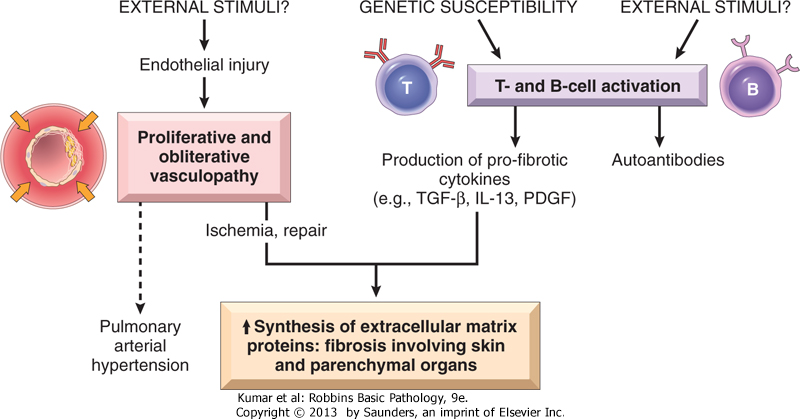 EXTERNAL STIMULI?
GENETIC SUSCEPTIBILITY
EXTERNAL STIMULI?
Endothelial injury
T
T- and B-cell activation
B
Proliferative and
obliterative
vasculopathy
Production of pro-fibrotic
cytokines
(e.g., TGF-β, IL-13, PDGF)
Autoantibodies
Ischemia, repair
Pulmonary
arterial
hypertension
⬆ Synthesis of extracellular matrix
proteins: fibrosis involving skin
and parenchymal organs
Kumar et al: Robbins Basic Pathology, 9e.
Copyright © 2013 by Saunders, an imprint of Elsevier Inc.